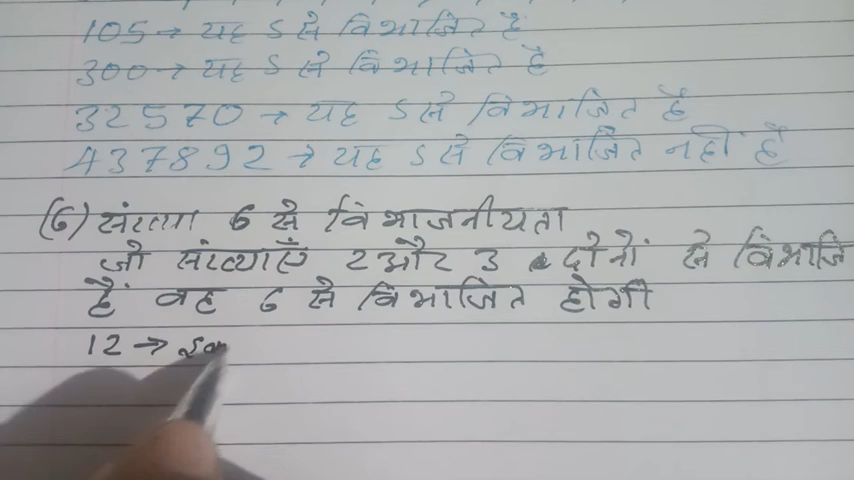 105→ यह 5 से विभाजित है
300→ यह 5 से विभाजित है
32570→ यह 5 से विभाजित है
437892→ यह 5 से विभाजित नहीं है
(6) संख्या 6 से विभाजनीयता
जो संख्याएँ 2 और 3 दोनों से विभाजि
हैं वह 6 से विभाजित होगी
12→